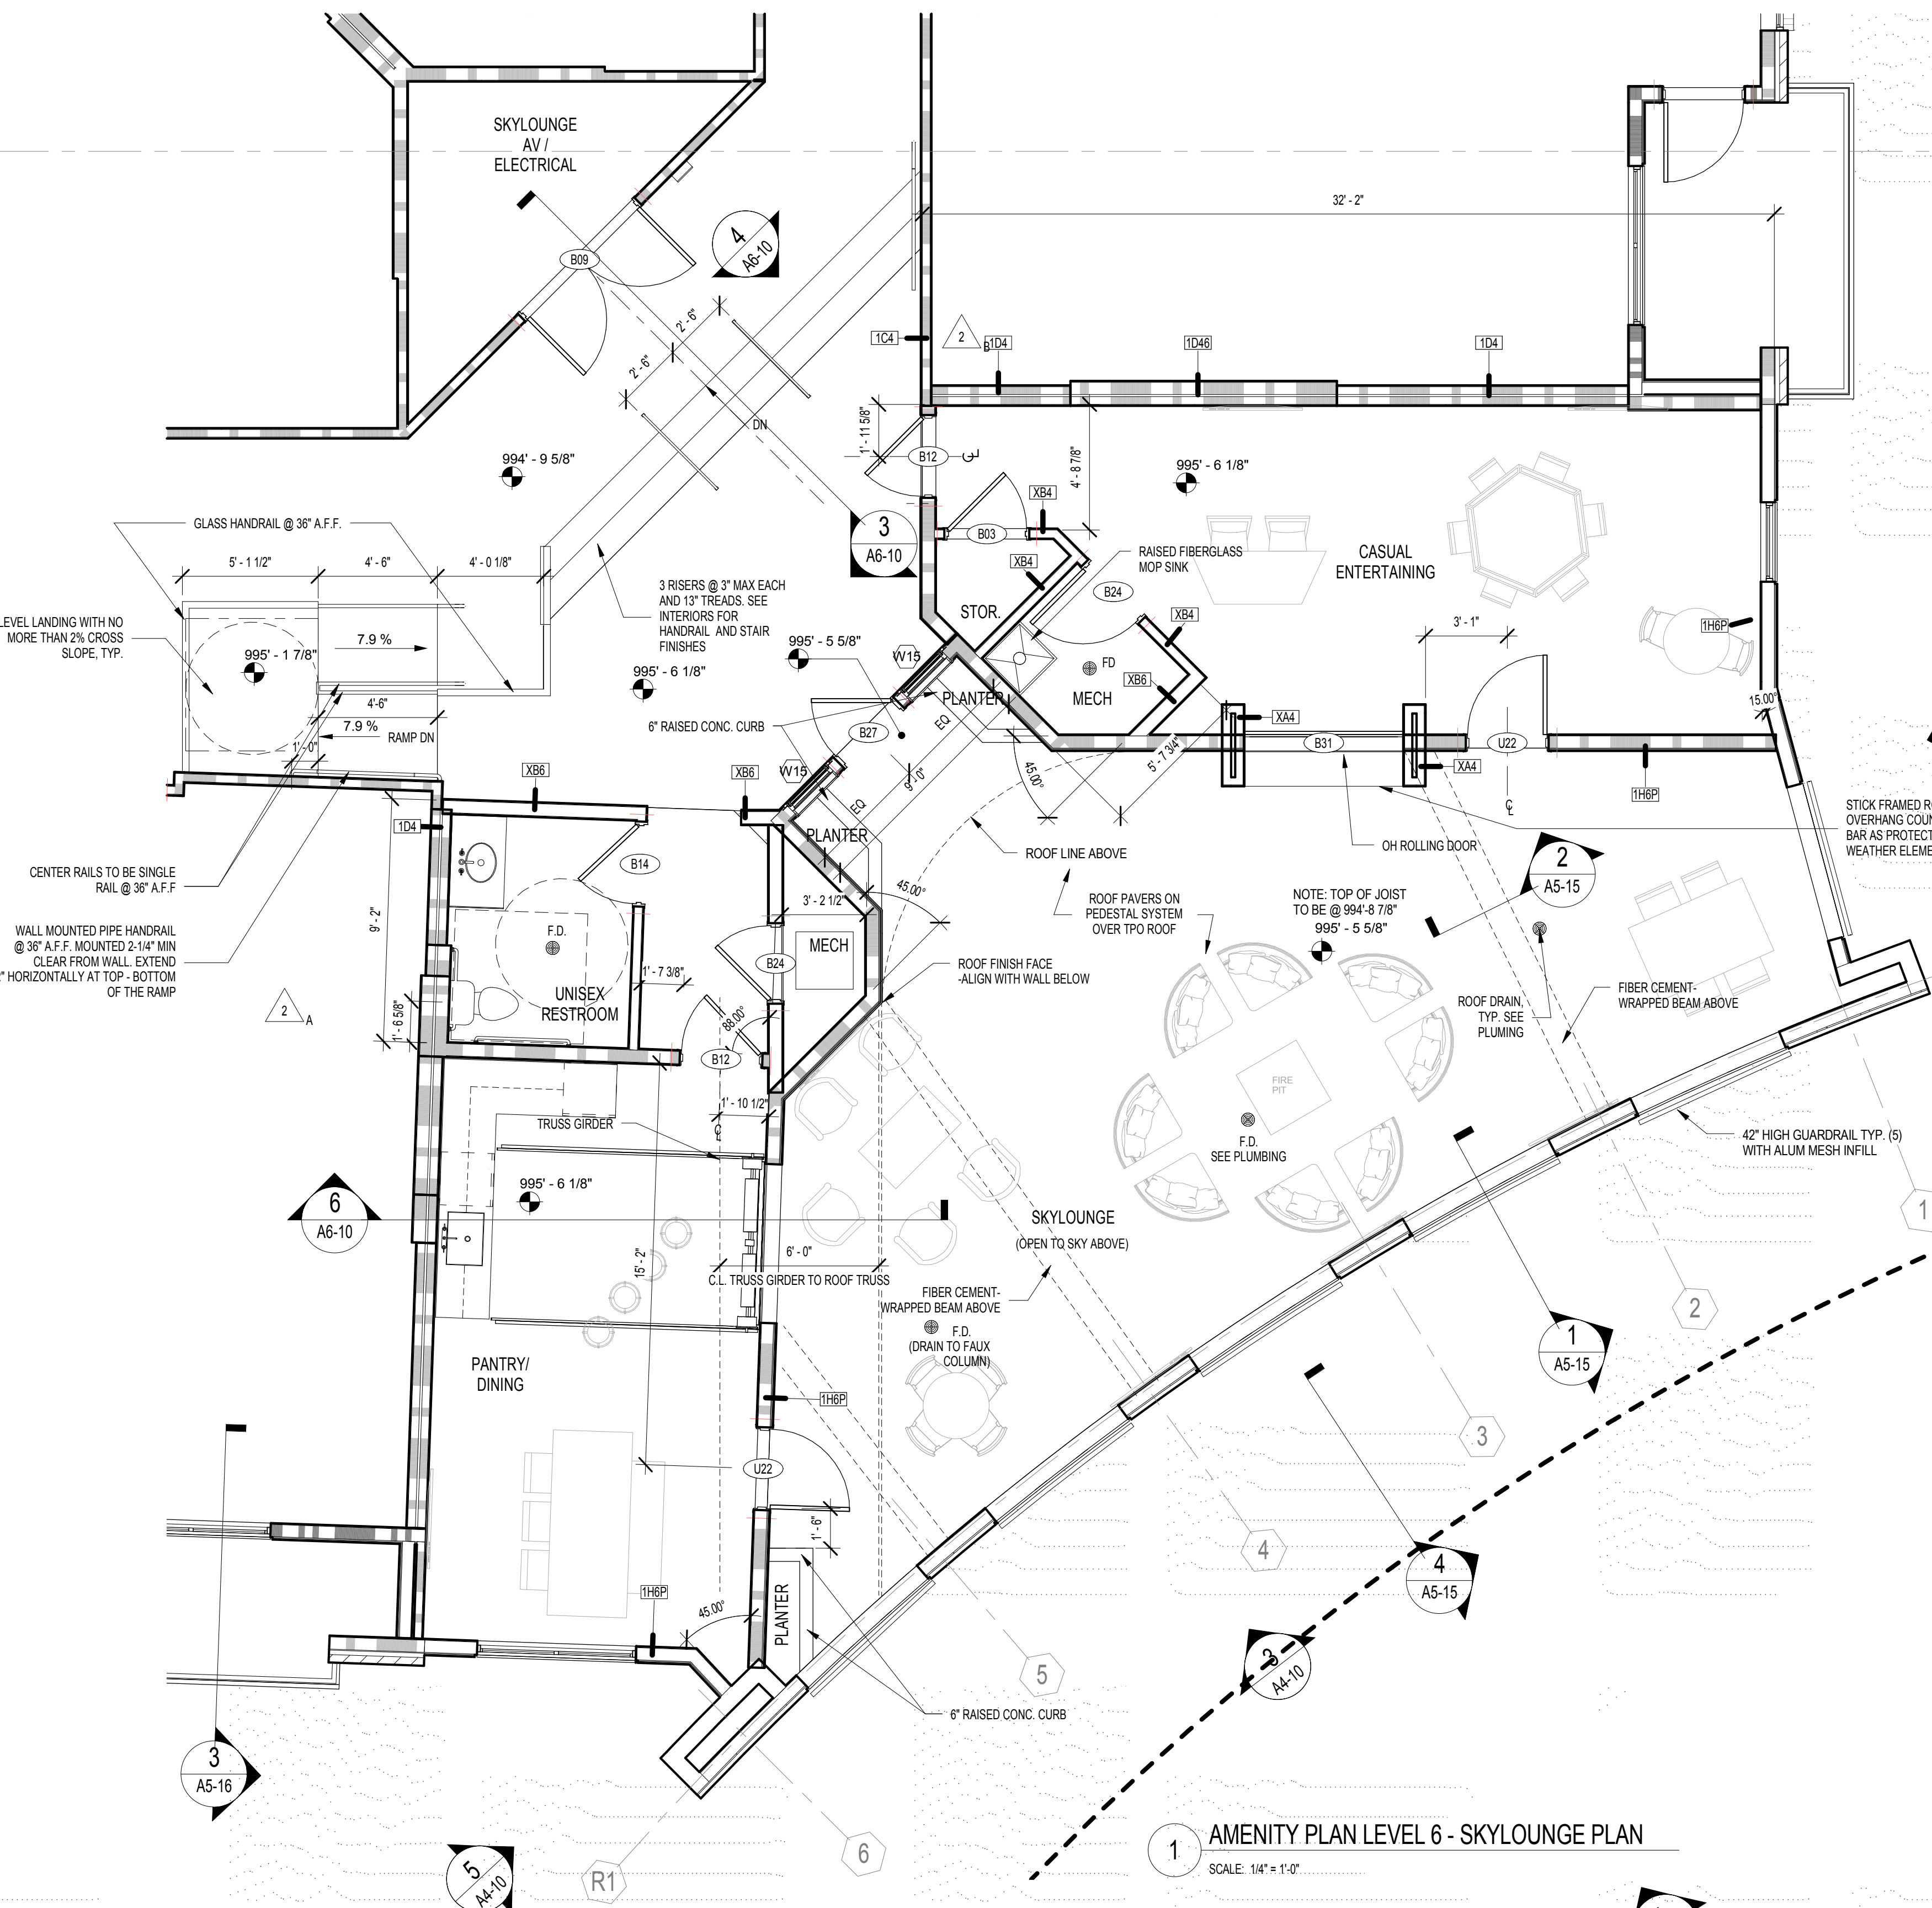 SKYLOUNGE
AV /
ELECTRICAL
B09
4
A6-10
32' - 2"
2' - 6"
2' - 6"
DN
1C4
2
B
1D4
1D46
1D4
1' - 11 5/8"
B12
4' - 8 7/8"
994' - 9 5/8"
995' - 6 1/8"
XB4
B03
XB4
3
A6-10
RAISED FIBERGLASS
MOP SINK
CASUAL
ENTERTAINING
B24
STOR.
XB4
FD
MECH
XB6
1H6P
3' - 1"
15.00°
GLASS HANDRAIL @ 36" A.F.F.
5' - 1 1/2"
4' - 6"
4' - 0 1/8"
LEVEL LANDING WITH NO
MORE THAN 2% CROSS
SLOPE, TYP.
7.9 %
995' - 1 7/8"
4'-6"
7.9 %
RAMP DN
1' - 0"
3 RISERS @ 3" MAX EACH
AND 13" TREADS. SEE
INTERIORS FOR
HANDRAIL AND STAIR
FINISHES
995' - 5 5/8"
W15
995' - 6 1/8"
PLANTER
6" RAISED CONC. CURB
B27
EQ
9' - 0"
EQ
45.00°
5' - 7 3/4"
XA4
B31
U22
XA4
1H6P
℄
XB6
XB6
W15
PLANTER
1D4
B14
ROOF LINE ABOVE
OH ROLLING DOOR
STICK FRAMED
OVERHANG
BAR AS
WEATHER
2
A5-15
CENTER RAILS TO BE SINGLE
RAIL @ 36" A.F.F
9' - 2"
45.00°
3' - 2 1/2"
ROOF PAVERS ON
PEDESTAL SYSTEM
OVER TPO ROOF
NOTE: TOP OF JOIST
TO BE @ 994'-8 7/8"
995' - 5 5/8"
WALL MOUNTED PIPE HANDRAIL
@ 36" A.F.F. MOUNTED 2-1/4" MIN
CLEAR FROM WALL. EXTEND
HORIZONTALLY AT TOP - BOTTOM
OF THE RAMP
F.D.
MECH
B24
1' - 7 3/8"
UNISEX
RESTROOM
ROOF FINISH FACE
-ALIGN WITH WALL BELOW
ROOF DRAIN,
TYP. SEE
PLUMING
FIBER CEMENT-
WRAPPED BEAM ABOVE
2
A
1' - 6 5/8"
88.00°
B12
FIRE
PIT
1' - 10 1/2"
℄
TRUSS GIRDER
F.D.
SEE PLUMBING
42" HIGH GUARDRAIL TYP. (5)
WITH ALUM MESH INFILL
6
A6-10
995' - 6 1/8"
1
SKYLOUNGE
(OPEN TO SKY ABOVE)
15' - 2"
6' - 0"
C.L. TRUSS GIRDER TO ROOF TRUSS
FIBER CEMENT-
WRAPPED BEAM ABOVE
2
F.D.
(DRAIN TO FAUX
COLUMN)
1
A5-15
PANTRY/
DINING
1H6P
3
U22
4
1' - 6"
4
A5-15
1H6P
45.00°
PLANTER
5
3
A4-10
6" RAISED CONC. CURB
3
A5-16
5
A4-10
R1
6
1
AMENITY PLAN LEVEL 6 - SKYLOUNGE PLAN
SCALE: 1/4" = 1'-0"